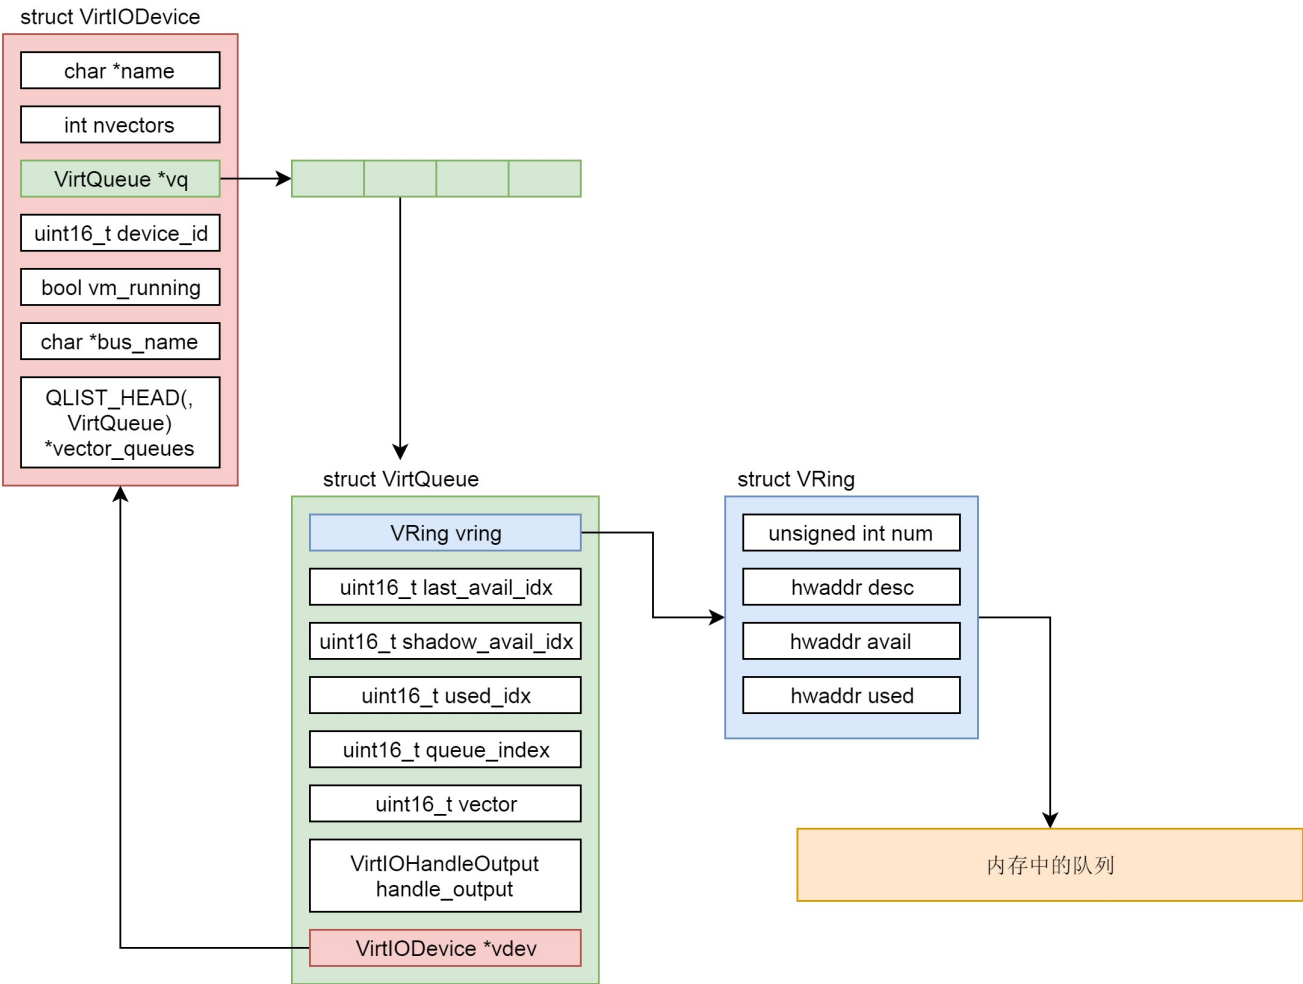 struct VirtIODevice
char *name
int nvectors
VirtQueue *vq
uint16_t device_id
bool vm_running
char *bus_name
QLIST_HEAD(,
VirtQueue)
*vector_queues
struct VirtQueue
VRing vring
uint16_t last_avail_idx
uint16_t shadow_avail_idx
uint16_t used_idx
uint16_t queue_index
uint16_t vector
VirtIOHandleOutput
handle_output
VirtIODevice *vdev
struct VRing
unsigned int num
hwaddr desc
hwaddr avail
hwaddr used
内存中的队列